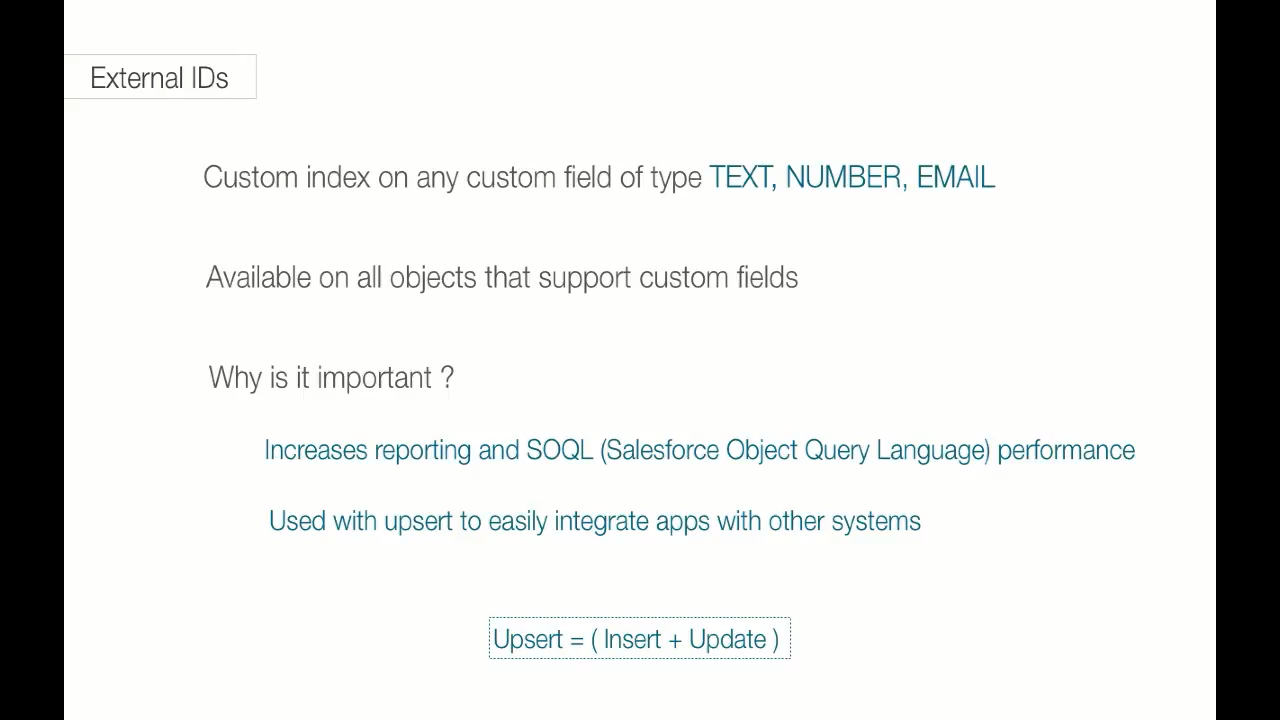 External IDs
Custom index on any custom field of type TEXT, NUMBER, EMAIL
Available on all objects that support custom fields
Why is it important ?
Increases reporting and SOQL (Salesforce Object Query Language) performance
Used with upsert to easily integrate apps with other systems
Upsert = ( Insert + Update )